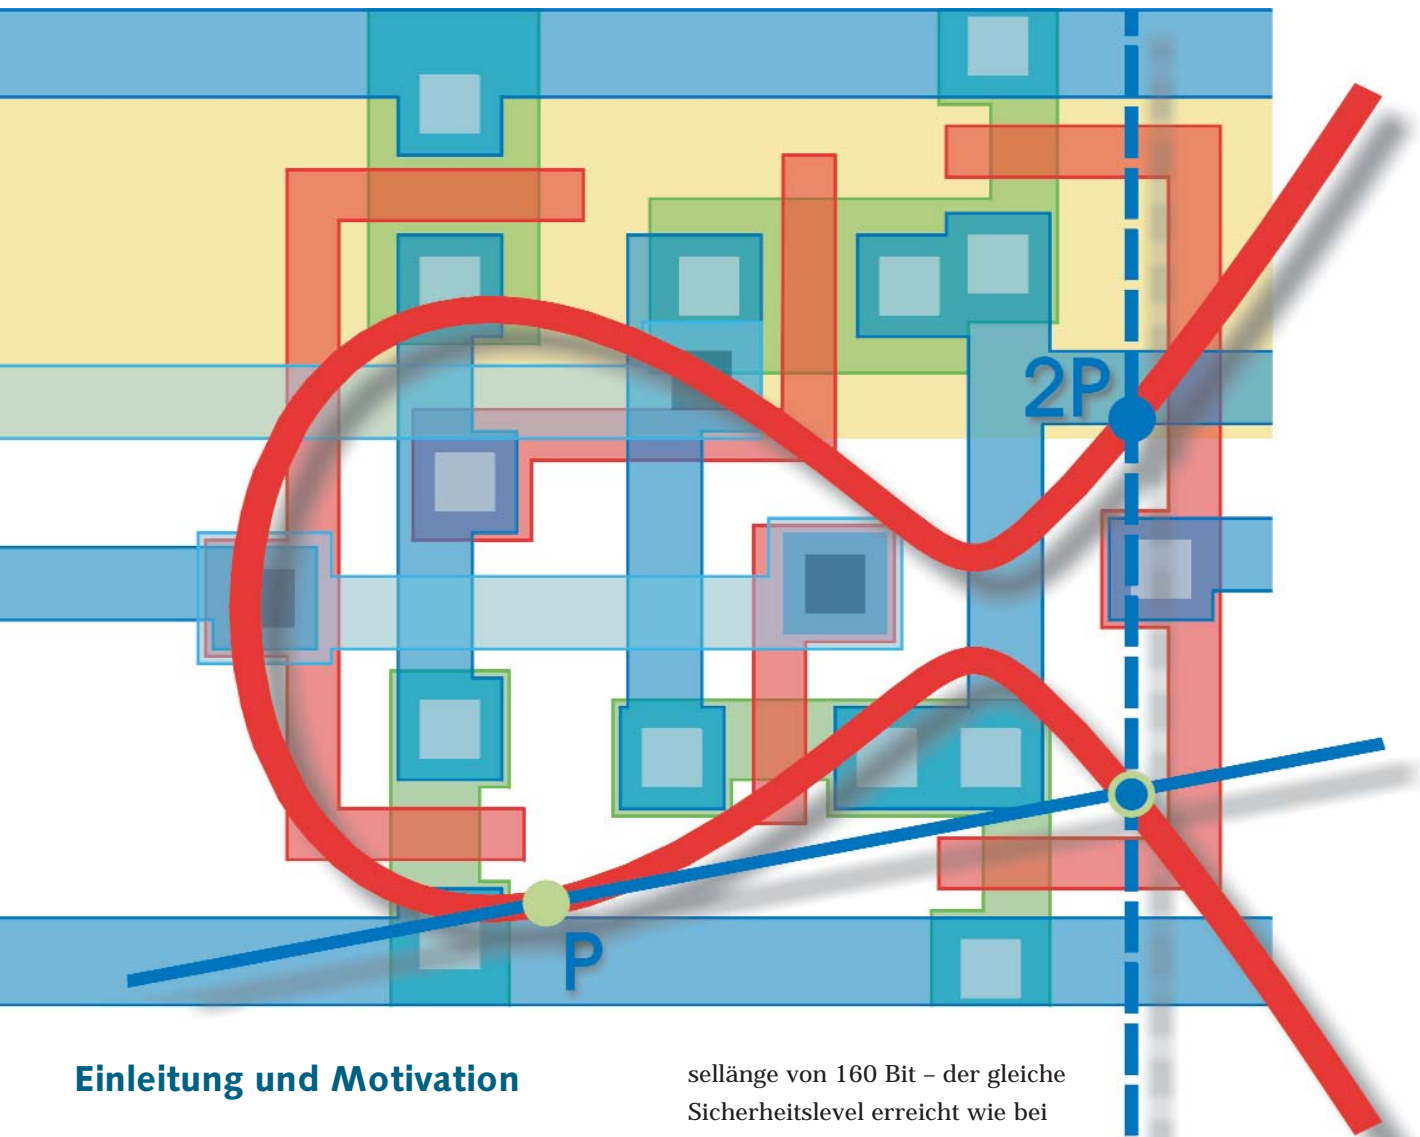 2P
P
Einleitung und Motivation
sellänge von 160 Bit – der gleiche
Sicherheitslevel erreicht wie bei